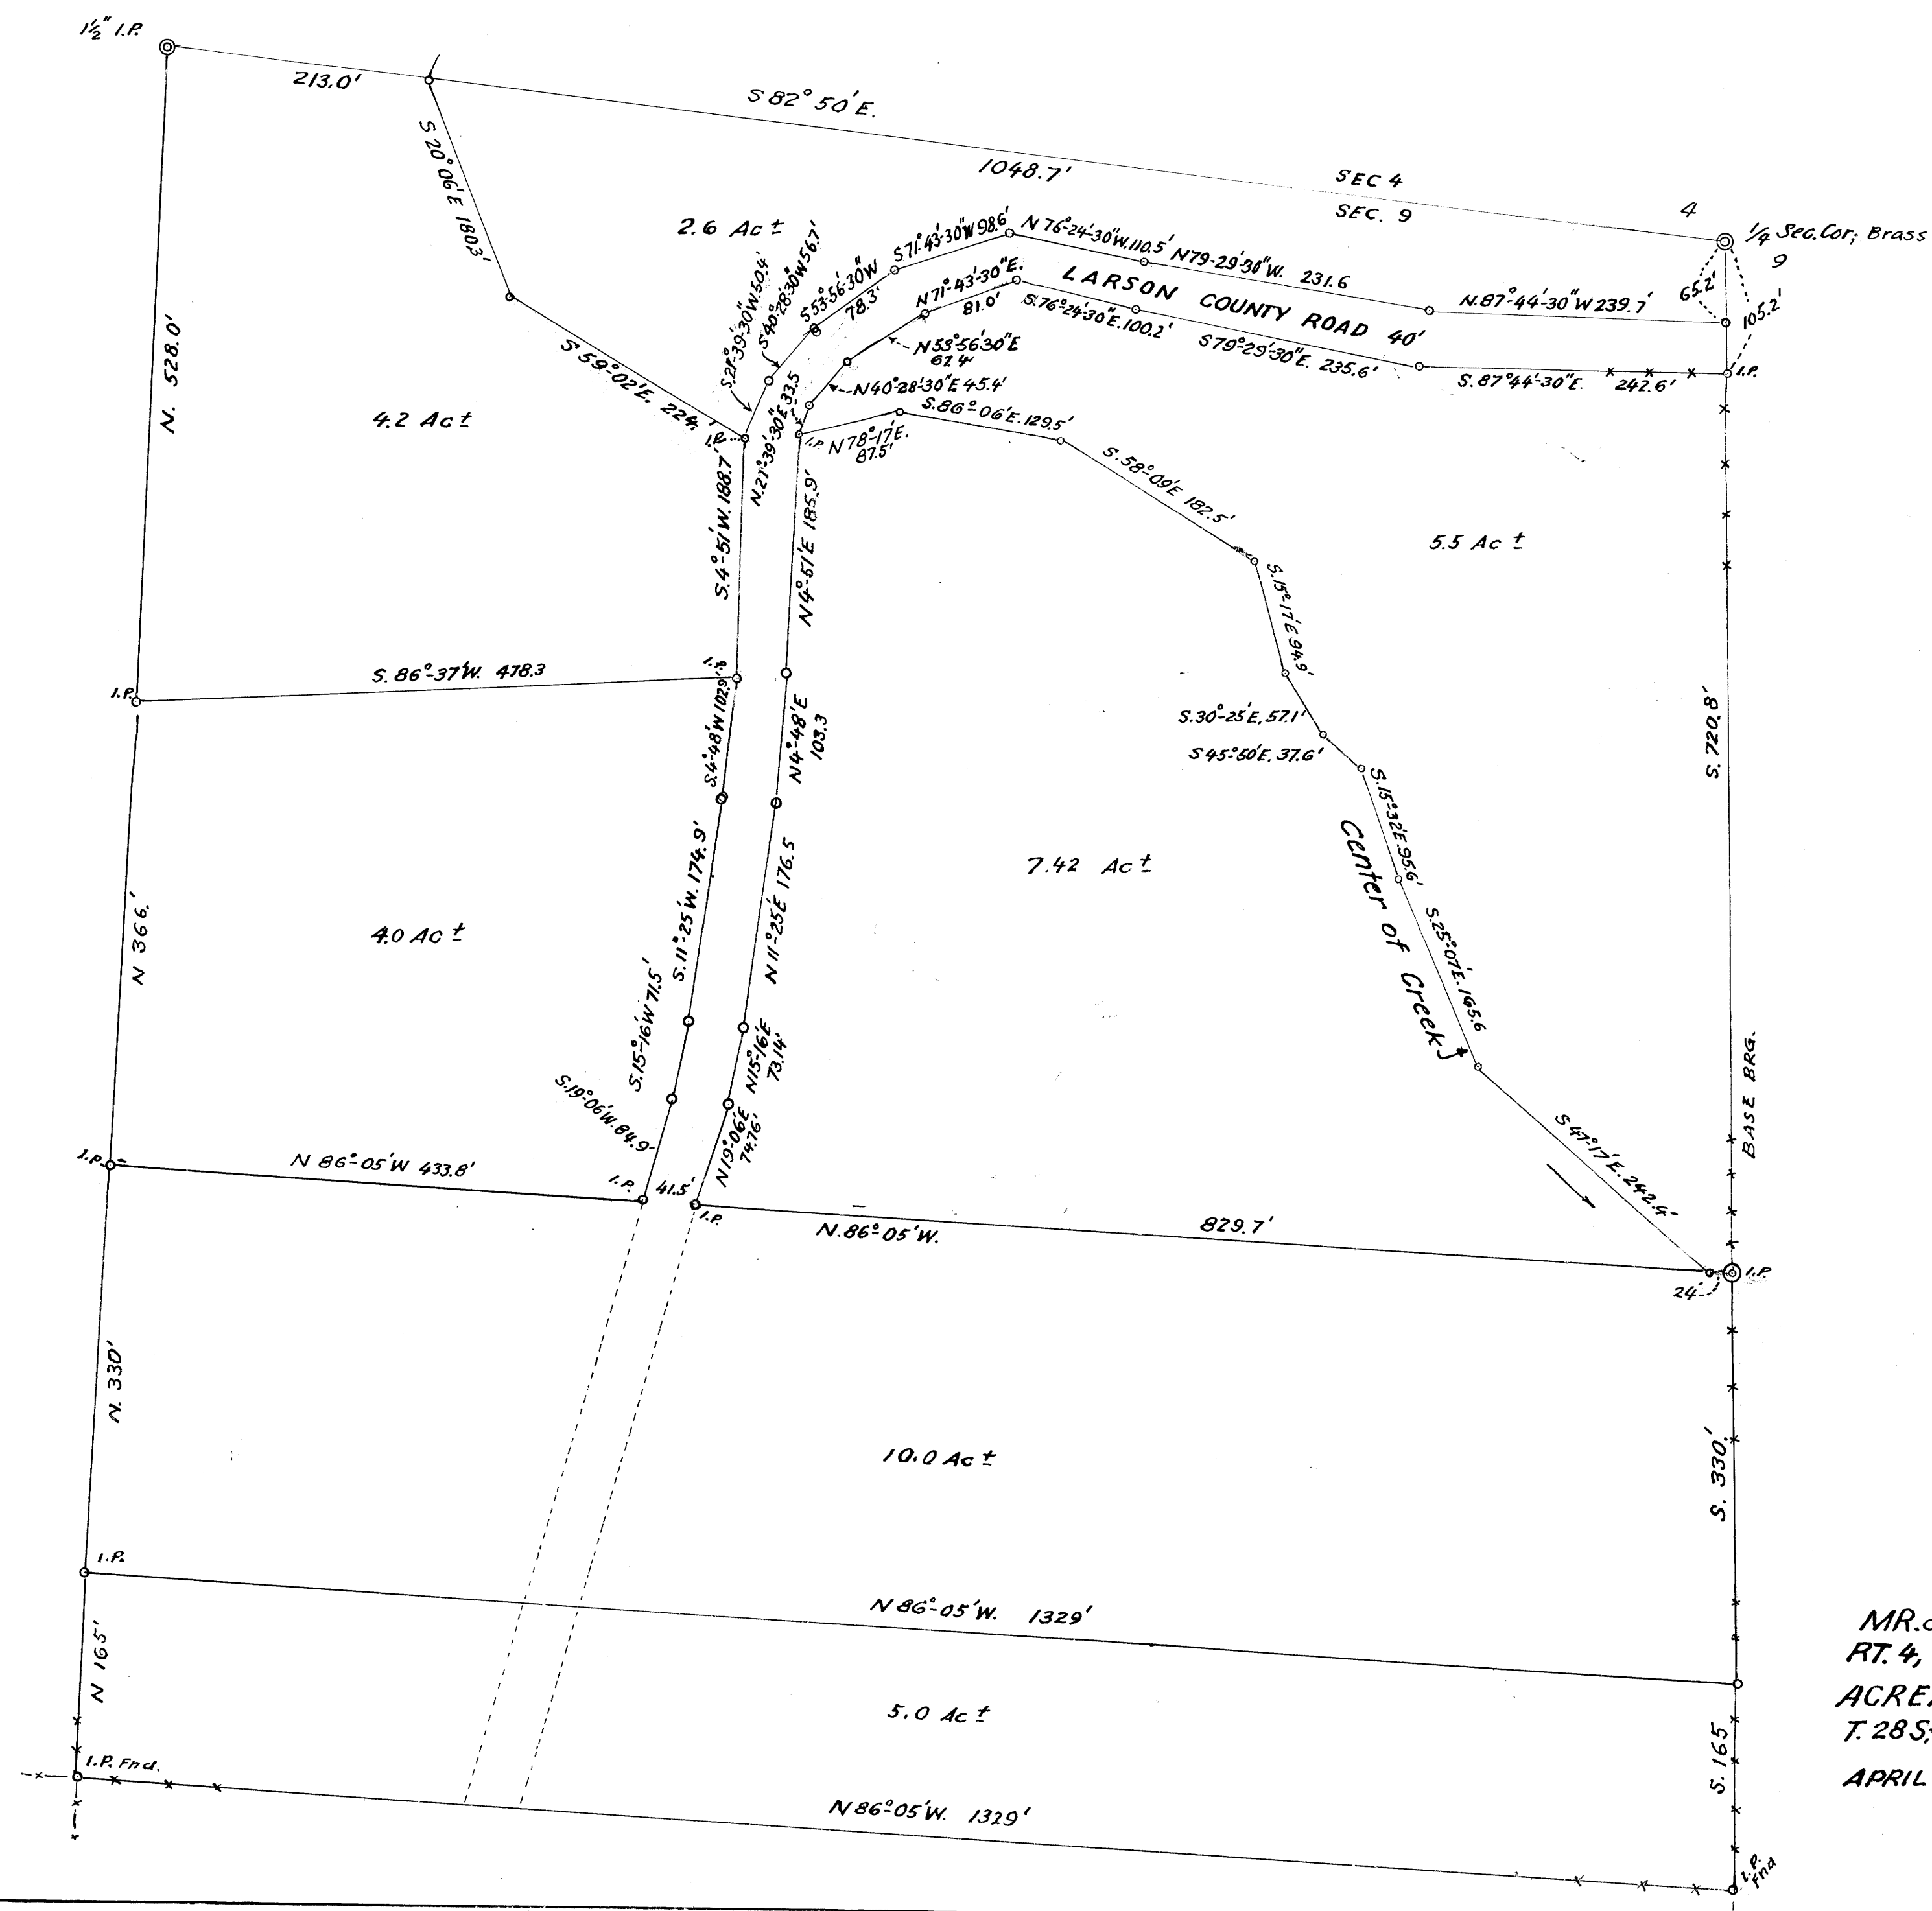 1½" I.P.
213.0'
S 82° 50' E.
1048.7'
SEC 4
SEC. 9
4
1/4 Sec. Cor; Brass
9
65.2'
105.2'
S 20° 06' E 180.3'
2.6 Ac ±
S 59°-02' E. 224.'
N. 528.0'
4.2 Ac ±
S.21°-39'-30" W. 50.4'
S 40°-28'30" W 56.7'
S 53°-56'-30" W
78.3'
S 71°-43'-30" W 98.6'
N 76°-24'-30" W. 110.5'
N79-29'-30" W. 231.6
N.87°-44'-30" W 239.7'
LARSON COUNTY ROAD 40'
N 71°-43'-30" E.
81.0'
S.76°-24'-30" E. 100.2'
S 79°-29'-30" E. 235.6'
S. 87°44'-30" E. 242.6'
I.P.
N 53°-56'30" E
67.4'
N 40°-28'-30" E 45.4'
N.21°-39'-30" E 33.5
I.P.
I.P.
N 78°-17' E.
87.5'
S.86°-06' E. 129.5'
S.58°-09' E 182.5'
5.5 Ac ±
S.15°-17' E 94.9'
S.30°-25' E. 57.1'
S 45°-50' E. 37.6'
S.15°-32' E. 95.6'
S.25°-07' E. 165.6
Center of Creek
S 47°-17' E. 242.4'
S. 720.8'
BASE BRG.
S.4°-51' W. 188.7'
N 4°-51' E 185.9'
I.P.
S. 86°-37' W. 478.3
I.P.
S.4°-48' W 102.9'
N 4°-48' E
103.3
7.42 Ac ±
N 366.'
4.0 Ac ±
S.11°-25' W. 174.9'
N 11°-25' E 176.5
S.15°-16' W 71.5'
N 15°-16' E
73.14'
S.19°-06' W. 84.9
N 19°-06' E
74.76'
I.P.
N 86°-05' W 433.8'
I.P.
41.5'
I.P.
N. 86°-05' W.
829.7'
24'
I.P.
N. 330'
10.0 Ac ±
S. 330.'
I.P.
N 86°-05' W. 1329'
N 165'
5.0 Ac ±
S. 165
I.P. Fnd.
N 86°-05' W. 1329'
I.P.
Fnd
MR.
RT. 4,
ACRE
T. 28 S,
APRIL